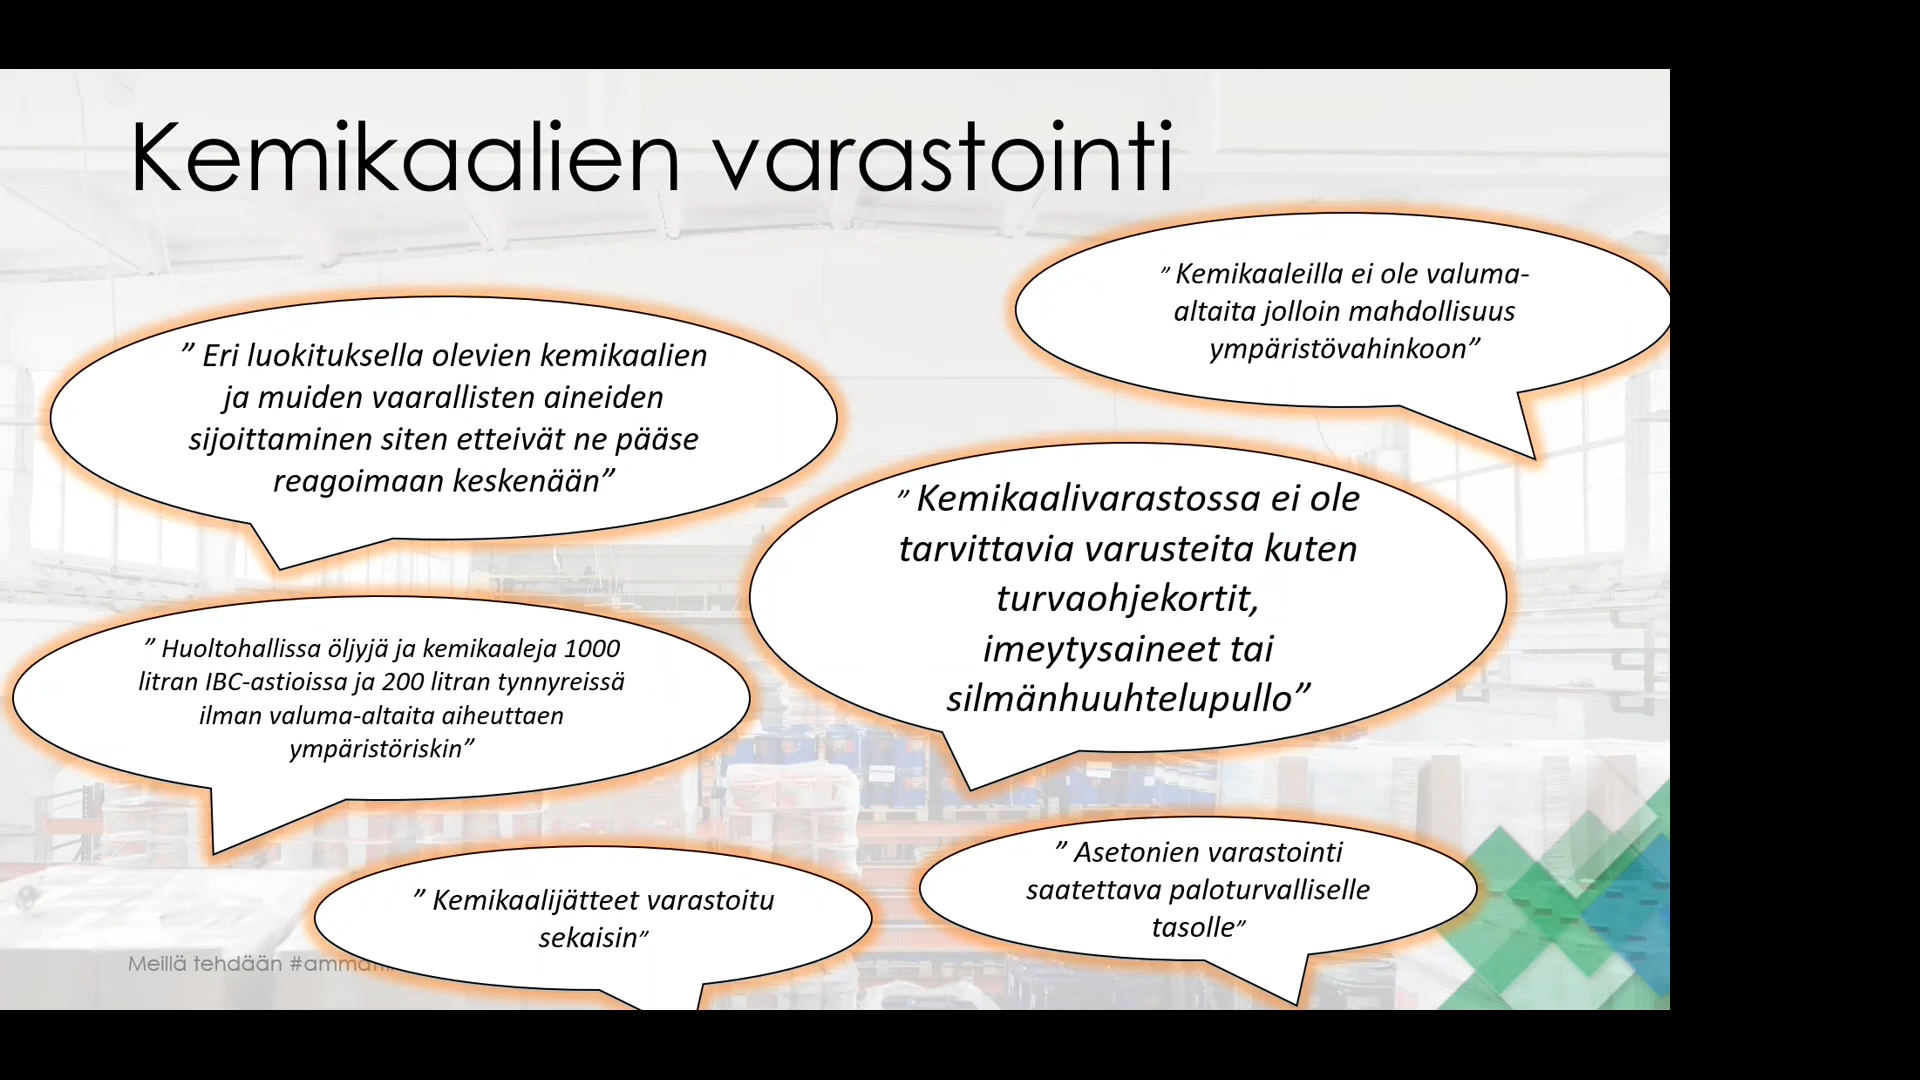 Kemikaalien varastointi
” Kemikaaleilla ei ole valuma-
altaita jolloin mahdollisuus
ympäristövahinkoon”
” Eri luokituksella olevien kemikaalien
ja muiden vaarallisten aineiden
sijoittaminen siten etteivät ne pääse
reagoimaan keskenään”
” Kemikaalivarastossa ei ole
tarvittavia varusteita kuten
turvaohjekortit,
imeytysaineet tai
silmänhuuhtelupullo”
” Huoltohallissa öljyjä ja kemikaaleja 1000
litran IBC-astioissa ja 200 litran tynnyreissä
ilman valuma-altaita aiheuttaen
ympäristöriskin”
” Asetonien varastointi
saatettava paloturvalliselle
tasolle”
” Kemikaalijätteet varastoitu
sekaisin”
Meillä tehdään